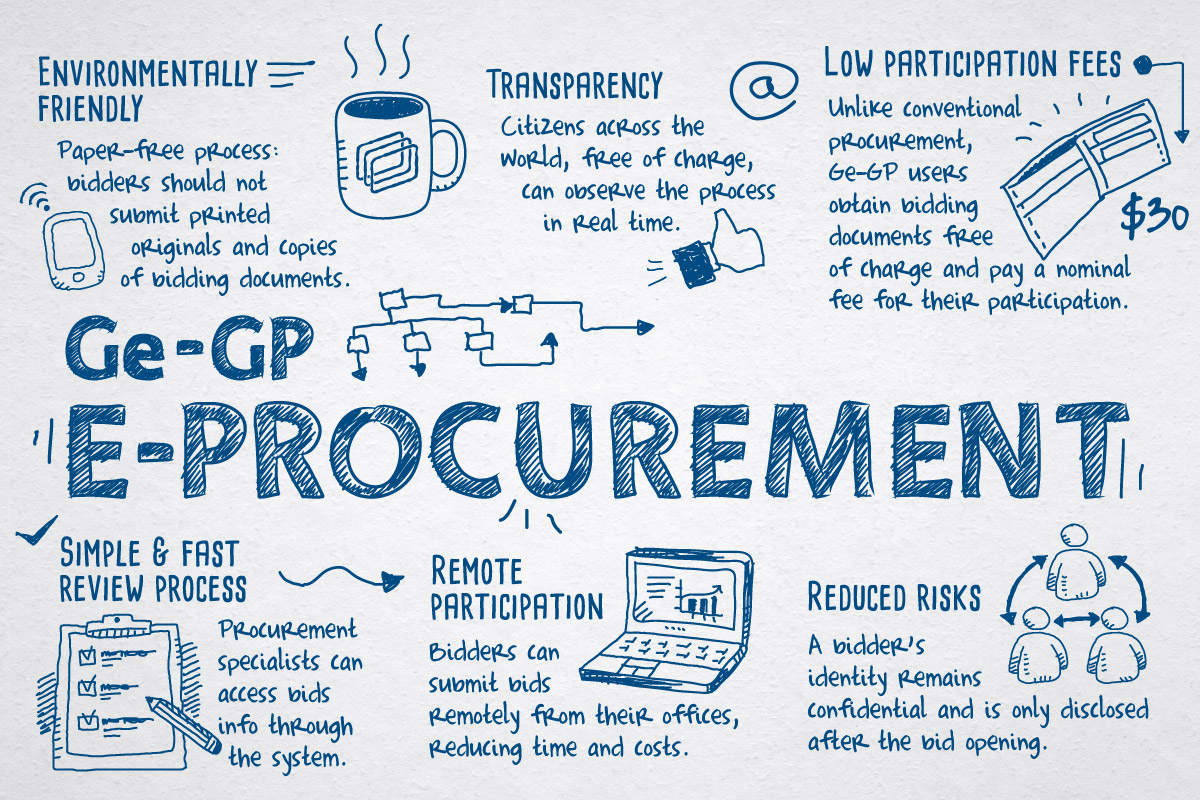 ENVIRONMENTALLY
FRIENDLY
Paper-free process:
bidders should not
submit printed
originals and copies
of bidding documents.
TRANSPARENCY
Citizens across the
world, free of charge,
can observe the process
in real time.
@
LOW PARTICIPATION FEES
Unlike conventional
procurement,
Ge-GP users
obtain bidding
documents free
of charge and pay a nominal
fee for their participation.
$30
Ge-GP
E-PROCUREMENT
SIMPLE & FAST
REVIEW PROCESS
Procurement
specialists can
access bids
info through
the system.
REMOTE
PARTICIPATION
Bidders can
submit bids
remotely from their offices,
reducing time and costs.
REDUCED RISKS
A bidder's
identity remains
confidential and is only disclosed
after the bid opening.